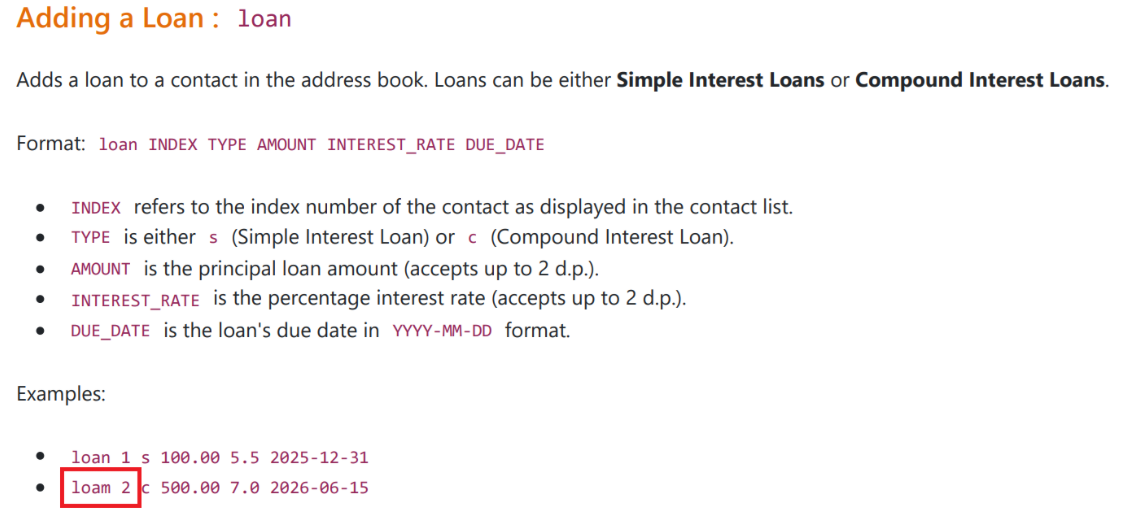 Adding a Loan : loan
Adds a loan to a contact in the address book. Loans can be either Simple Interest Loans or Compound Interest Loans.
Format: loan INDEX TYPE AMOUNT INTEREST_RATE DUE_DATE
• INDEX refers to the index number of the contact as displayed in the contact list.
• TYPE is either s (Simple Interest Loan) or c (Compound Interest Loan).
• AMOUNT is the principal loan amount (accepts up to 2 d.p.).
• INTEREST_RATE is the percentage interest rate (accepts up to 2 d.p.).
• DUE_DATE is the loan's due date in YYYY-MM-DD format.
Examples:
• loan 1 s 100.00 5.5 2025-12-31
• loam 2 c 500.00 7.0 2026-06-15